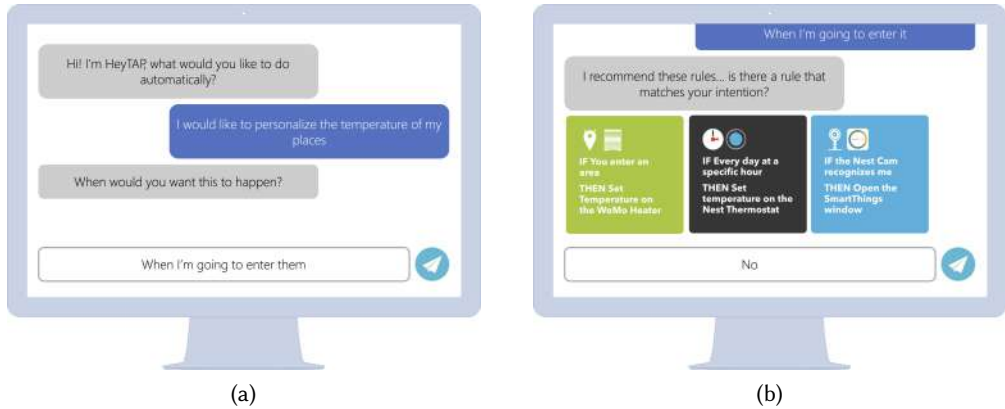 Hi! I'm HeyTAP, what would you like to do
automatically?
I would like to personalize the temperature of my
places
When would you want this to happen?
When I'm going to enter them
(a)
When I'm going to enter it
I recommend these rules... is there a rule that
matches your intention?
IF You enter an
area
THEN Set
Temperature on
the WoMo Heater
IF Every day at a
specific hour
THEN Set
temperature on the
Nest Thermostat
IF the Nest Cam
recognizes me
THEN Open the
SmartThings
window
No
(b)